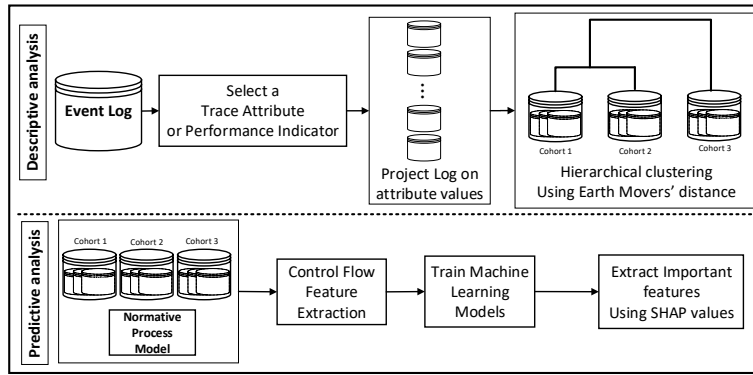 Descriptive analysis
Event Log
Select a
Trace Attribute
or Performance Indicator
Project Log on
attribute values
Cohort 1
Cohort 2
Cohort 3
Hierarchical clustering
Using Earth Movers' distance
Predictive analysis
Cohort 1
Cohort 2
Cohort 3
Normative
Process
Model
Control Flow
Feature
Extraction
Train Machine
Learning
Models
Extract Important
features
Using SHAP values